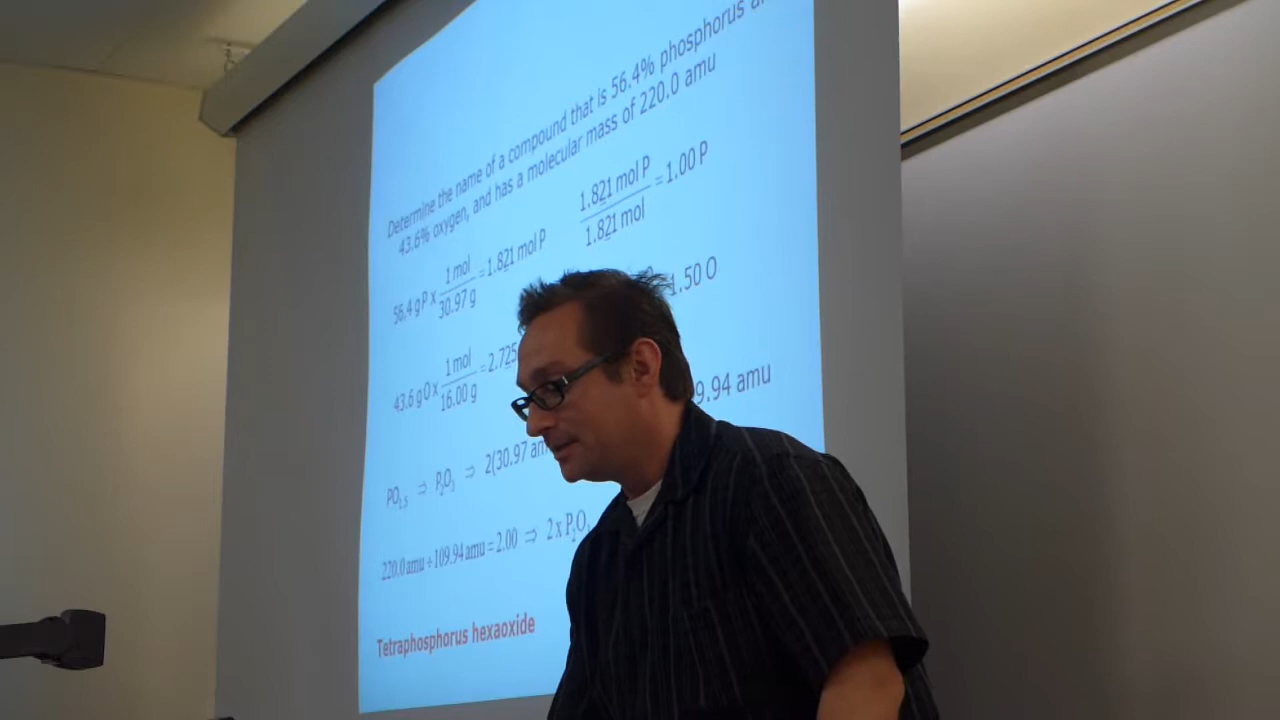 Determine the name of a compound that is 56.4% phosphorus
43.6% oxygen, and has a molecular mass of 220.0 amu
56.4 g P x 1 mol / 30.97 g = 1.821 mol P
1.821 mol P / 1.821 mol = 1.00 P
43.6 g O x 1 mol / 16.00 g = 2.725
1.50 O
PO1.5 ⇒ P2O3 ⇒ 2(30.97
9.94 amu
220.0 amu ÷ 109.94 amu = 2.00 ⇒ 2 x P2O
Tetraphosphorus hexaoxide